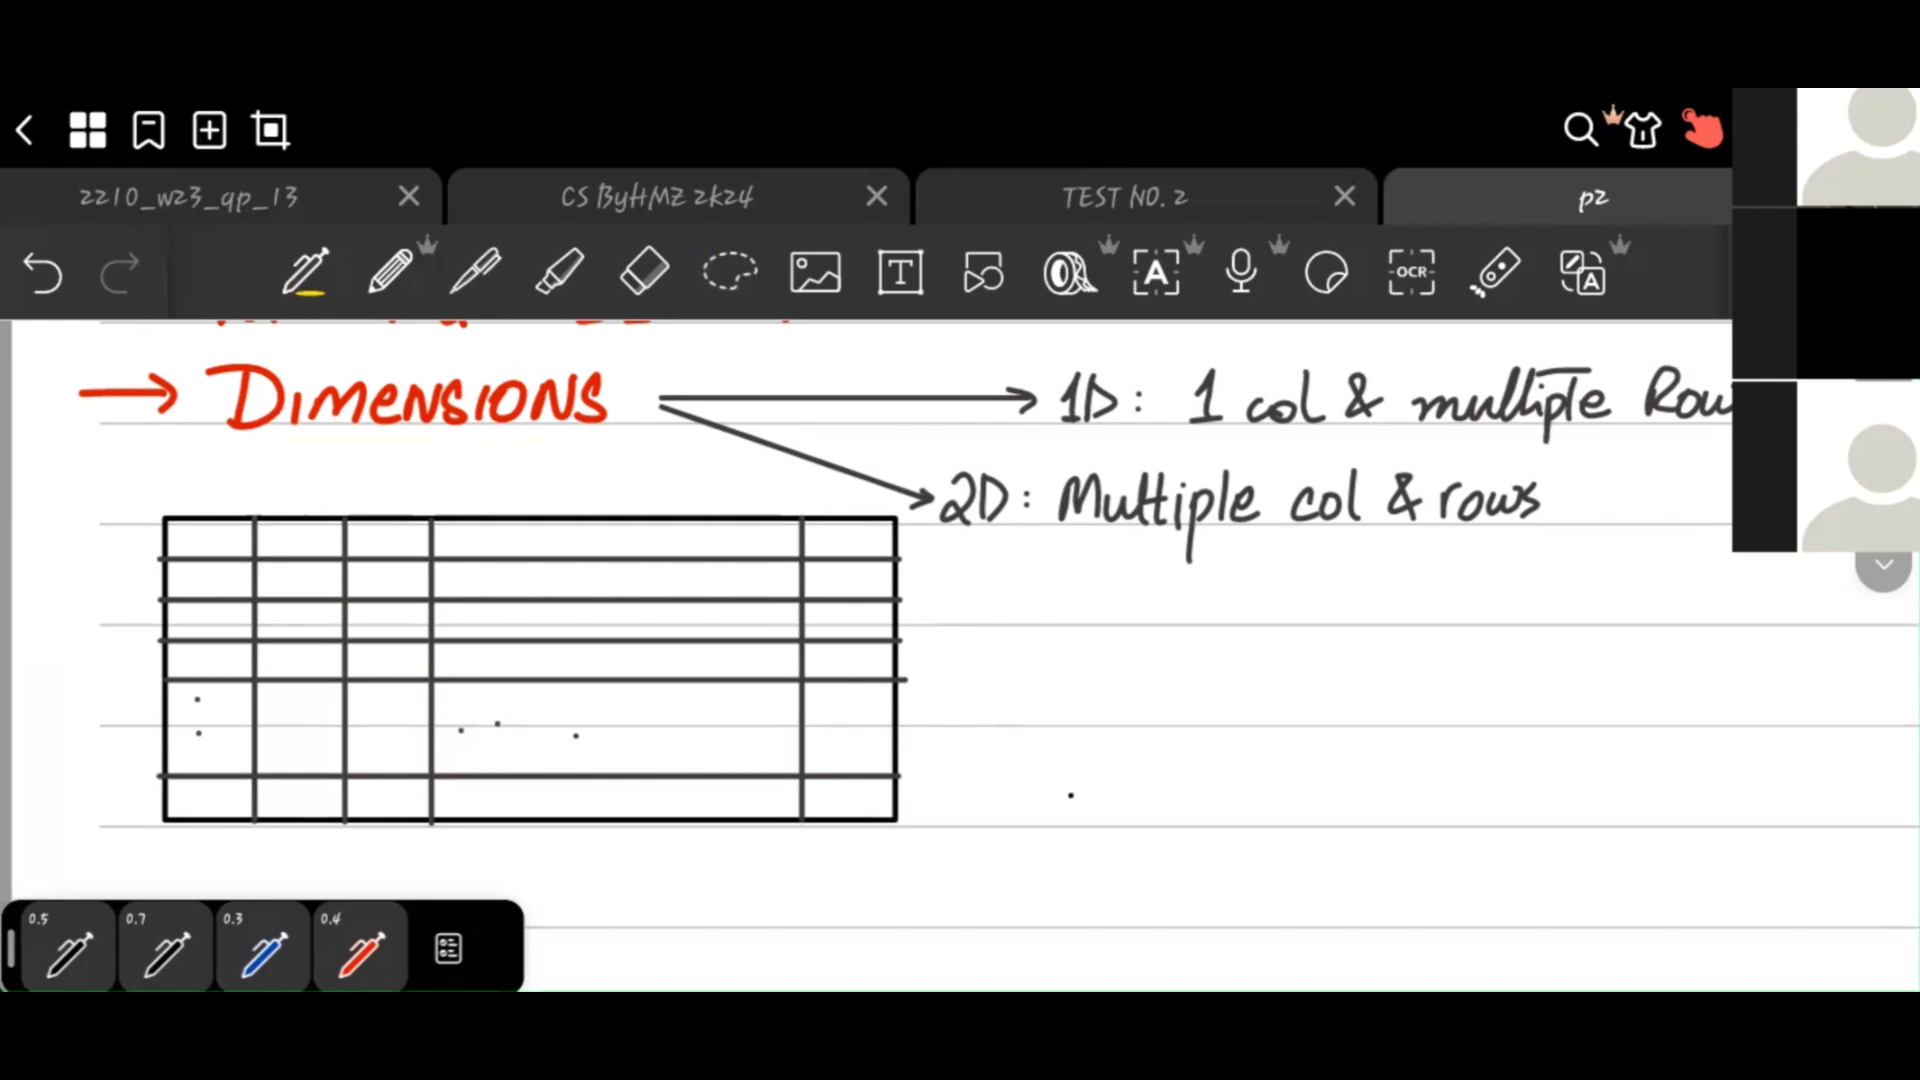 2210_w23_qp_13
CS ByHMZ 2k24
TEST NO. 2
p2
T
A
OCR
A
→ DIMENSIONS
1D: 1 col & multiple Row
2D: Multiple col & rows
0.5
0.7
0.3
0.4